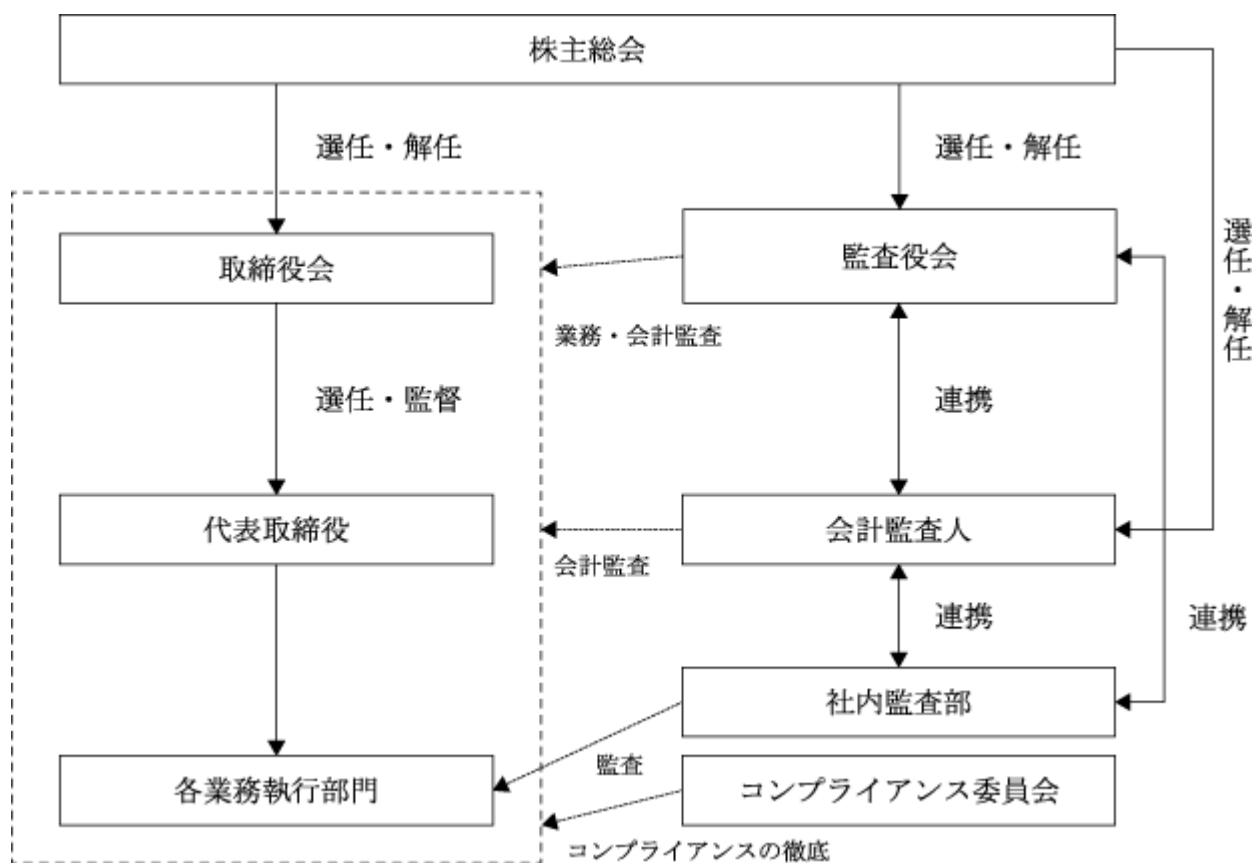 株主総会
選任・解任
選任・解任
選任・解任
取締役会
監査役会
業務・会計監査
選任・監督
連携
代表取締役
会計監査人
会計監査
連携
連携
社内監査部
監査
各業務執行部門
コンプライアンス委員会
コンプライアンスの徹底